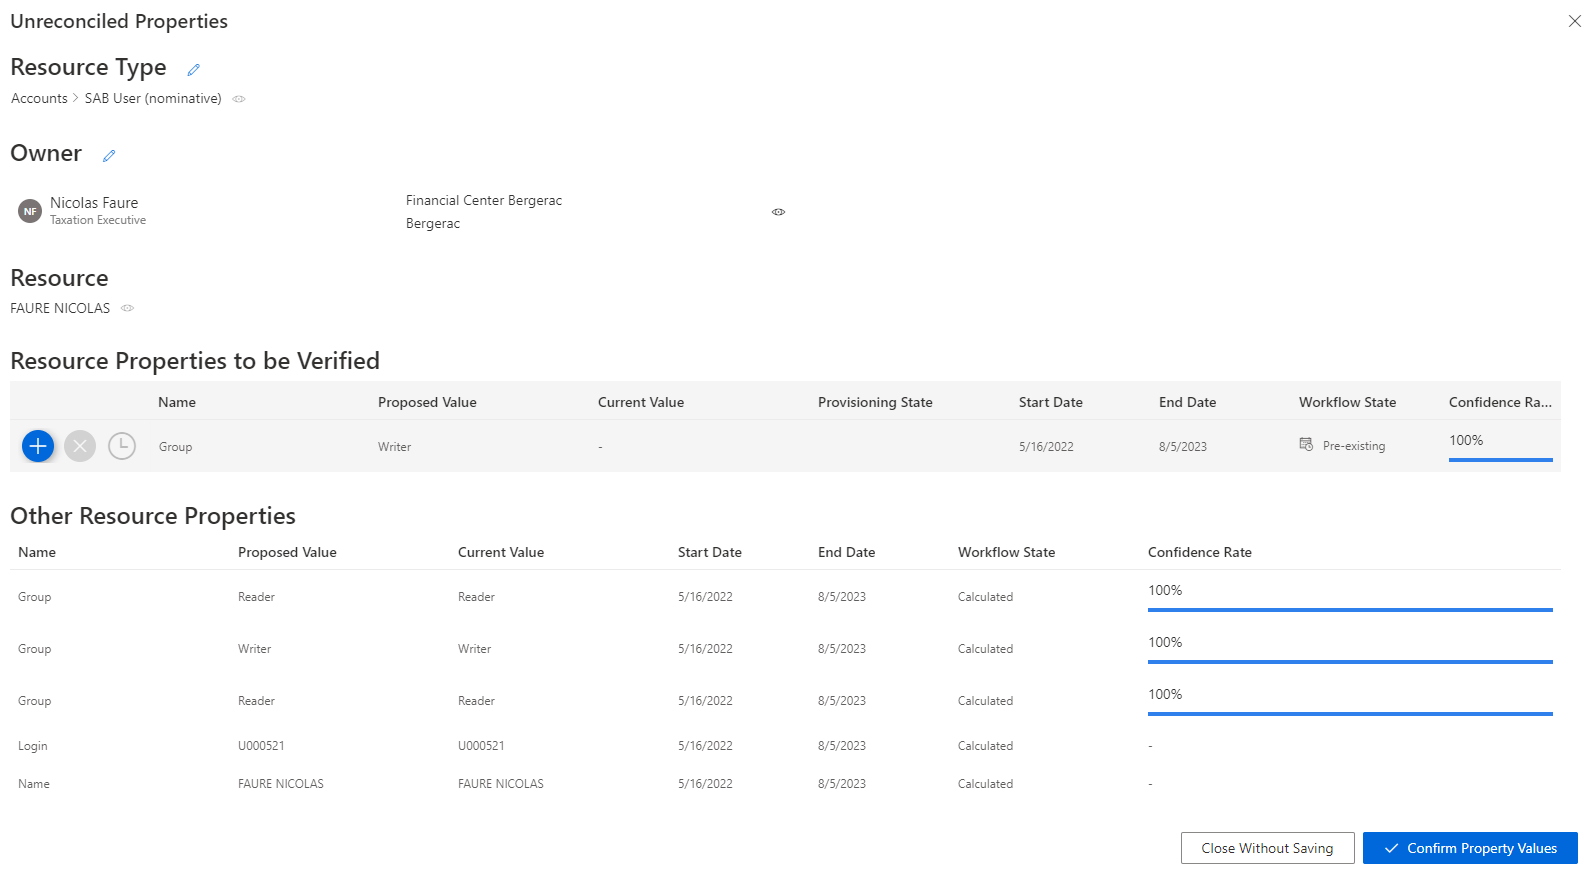 Unreconciled Properties
Resource Type
Accounts > SAB User (nominative)
Owner
NF
Nicolas Faure
Taxation Executive
Financial Center Bergerac
Bergerac
Resource
FAURE NICOLAS
Resource Properties to be Verified
Name Proposed Value Current Value Provisioning State Start Date End Date Workflow State Confidence Ra...
Group Writer - 5/16/2022 8/5/2023 Pre-existing 100%
Other Resource Properties
Name Proposed Value Current Value Start Date End Date Workflow State Confidence Rate
Group Reader Reader 5/16/2022 8/5/2023 Calculated 100%
Group Writer Writer 5/16/2022 8/5/2023 Calculated 100%
Group Reader Reader 5/16/2022 8/5/2023 Calculated 100%
Login U000521 U000521 5/16/2022 8/5/2023 Calculated -
Name FAURE NICOLAS FAURE NICOLAS 5/16/2022 8/5/2023 Calculated -
Close Without Saving Confirm Property Values